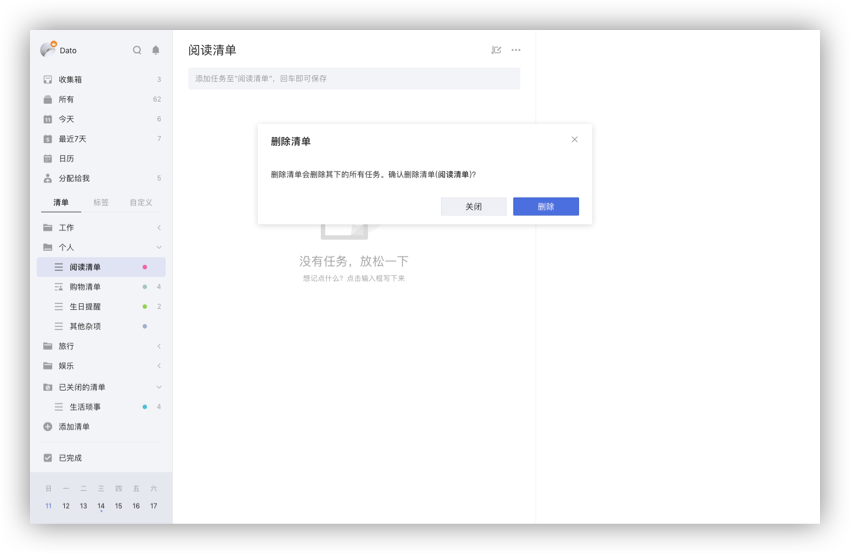 Dato
收集箱 3
所有 62
今天 6
最近7天 7
日历
分配给我 5
清单 标签 自定义
工作
个人
阅读清单
购物清单 4
生日提醒 2
其他杂项
旅行
娱乐
已关闭的清单
生活琐事 4
添加清单
已完成
日 一 二 三 四 五 六
11 12 13 14 15 16 17
阅读清单
添加任务至"阅读清单"，回车即可保存
删除清单
删除清单会删除其下的所有任务。确认删除清单(阅读清单)?
关闭 删除
没有任务，放松一下
想记点什么？点击输入框写下来